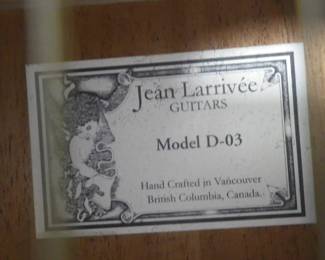 Jean Larrivée
GUITARS
Model D-03
Hand Crafted in Vancouver
British Columbia, Canada.